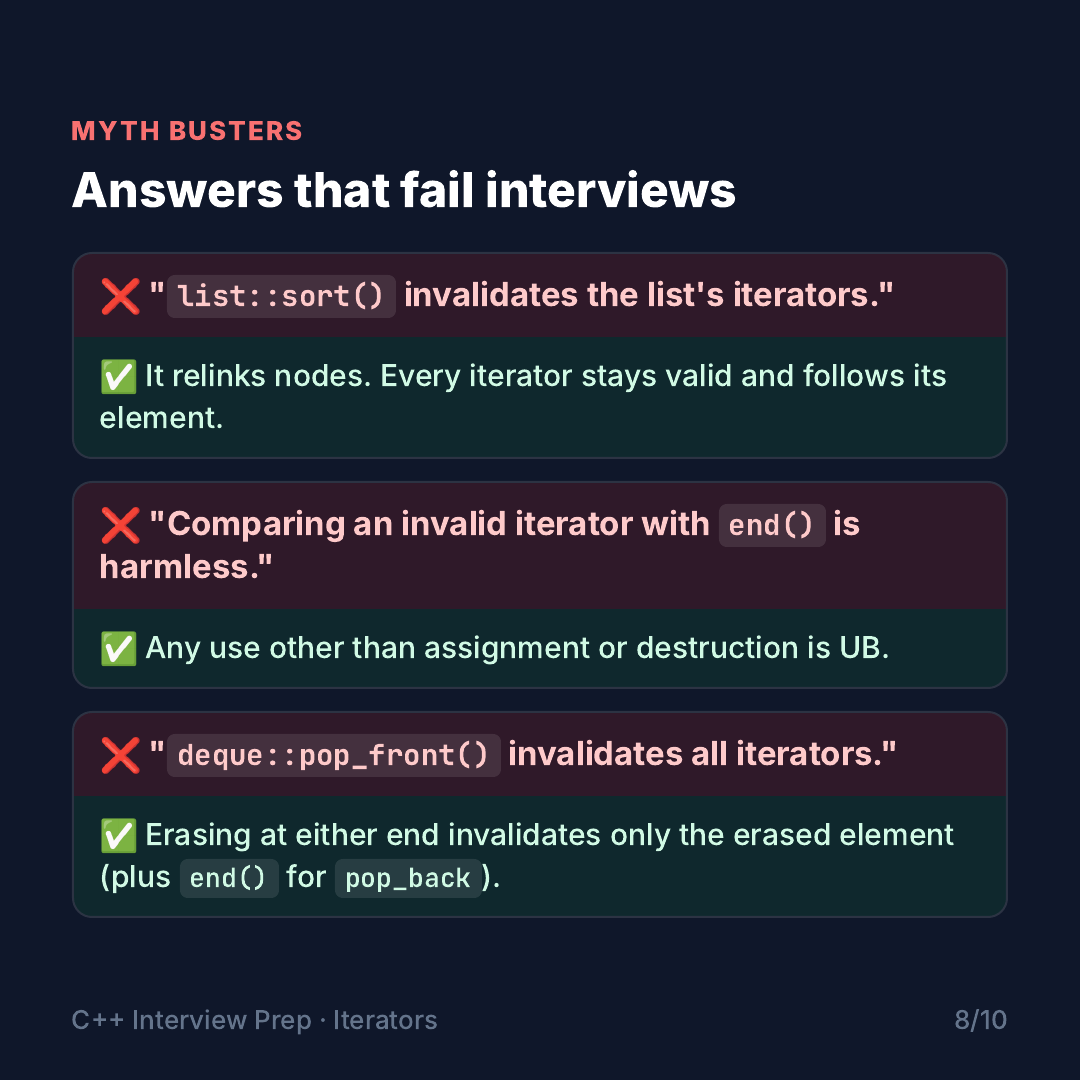 MYTH BUSTERS
Answers that fail interviews
❌ "list::sort() invalidates the list's iterators."
✅ It relinks nodes. Every iterator stays valid and follows its
element.
❌ "Comparing an invalid iterator with end() is
harmless."
✅ Any use other than assignment or destruction is UB.
❌ "deque::pop_front() invalidates all iterators."
✅ Erasing at either end invalidates only the erased element
(plus end() for pop_back).
C++ Interview Prep · Iterators
8/10